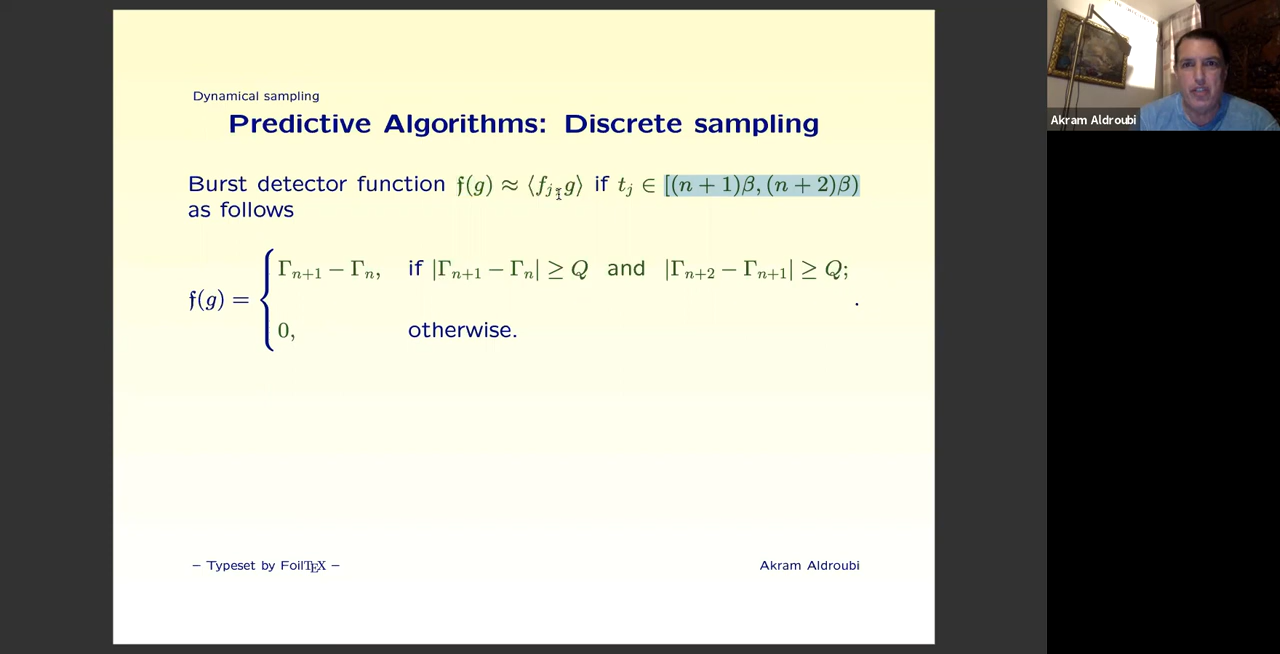 Dynamical sampling
Predictive Algorithms: Discrete sampling
Burst detector function 𝔣(g) ≈ ⟨f_j, g⟩ if t_j ∈ [(n + 1)β, (n + 2)β)
as follows
𝔣(g) = { Γ_{n+1} − Γ_n, if |Γ_{n+1} − Γ_n| ≥ Q and |Γ_{n+2} − Γ_{n+1}| ≥ Q;
0, otherwise.
.
– Typeset by FoilTEX –
Akram Aldroubi
Akram Aldroubi